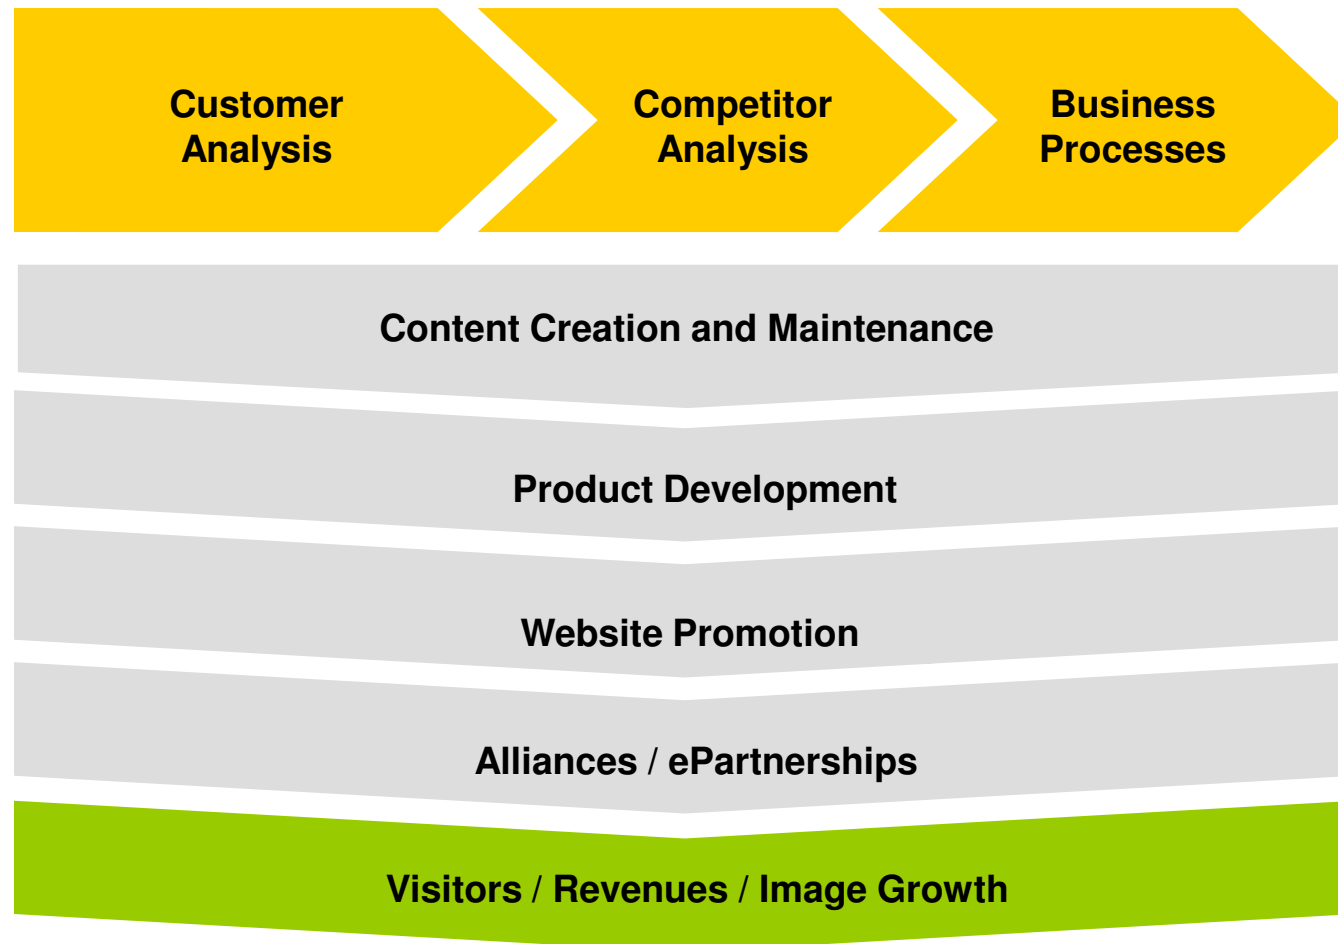 Customer
Analysis
Competitor
Analysis
Business
Processes
Content Creation and Maintenance
Product Development
Website Promotion
Alliances / ePartnerships
Visitors / Revenues / Image Growth